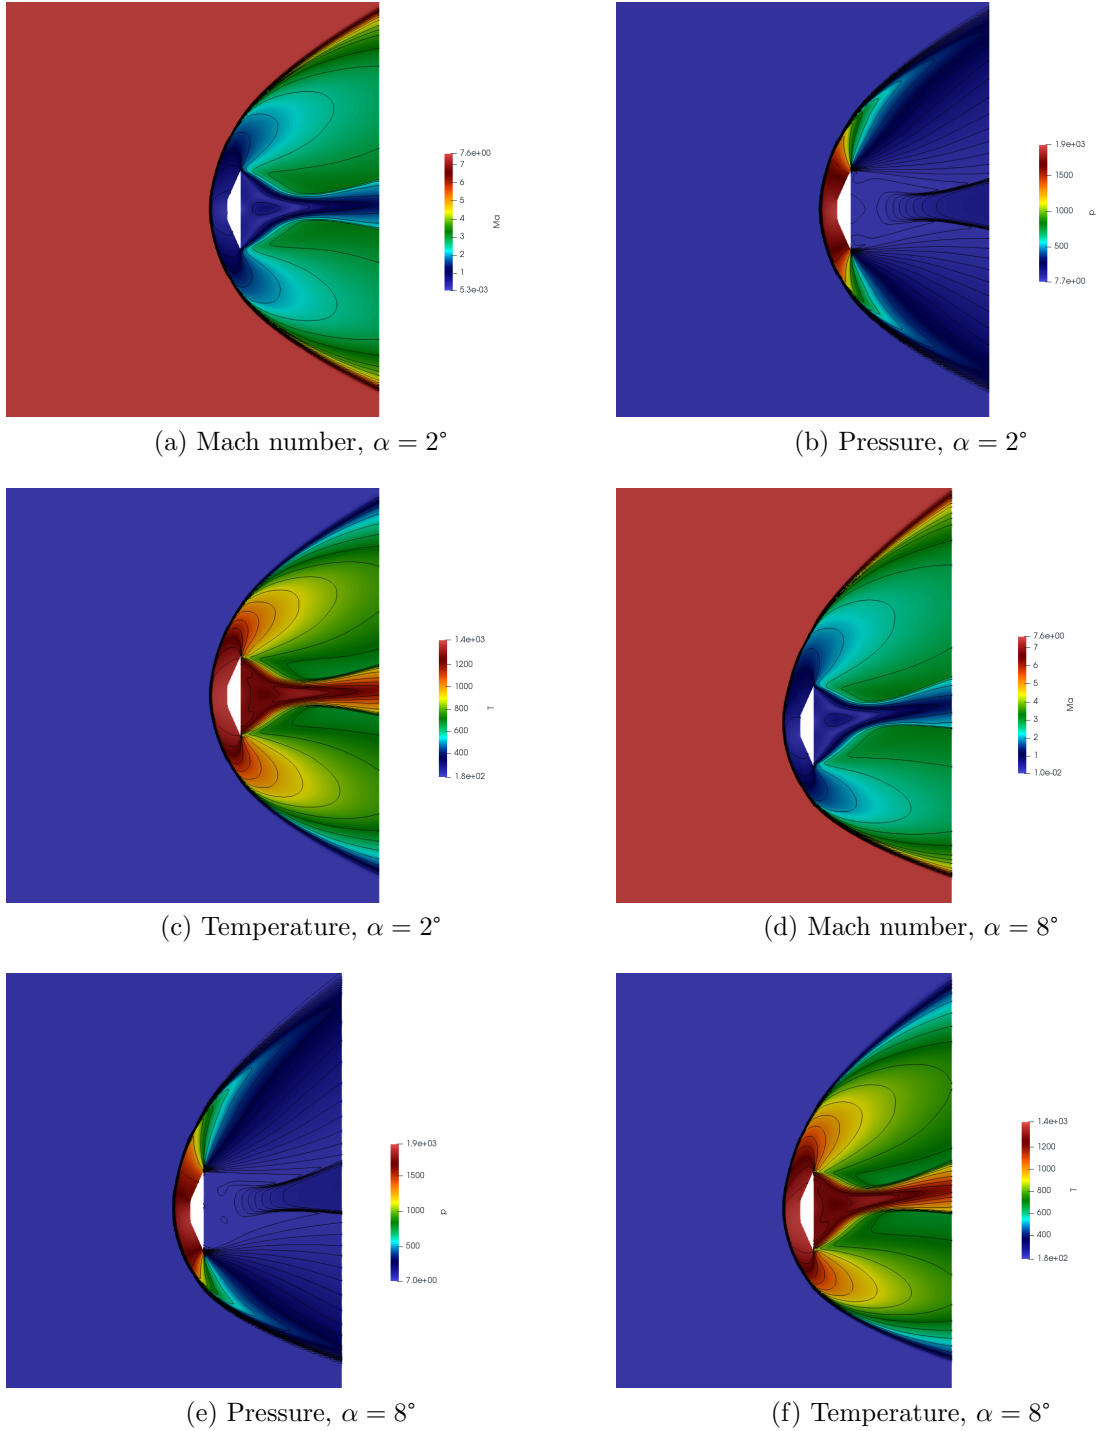 7.6e+00
7
6
5
4
3
2
1
5.3e-03
Ma
1.9e+03
1500
1000
500
7.7e+00
p
(a) Mach number, α = 2°
(b) Pressure, α = 2°
1.4e+03
1200
1000
800
600
400
1.8e+02
T
7.6e+00
7
6
5
4
3
2
1
1.0e-02
Ma
(c) Temperature, α = 2°
(d) Mach number, α = 8°
1.9e+03
1500
1000
500
7.0e+00
p
1.4e+03
1200
1000
800
600
400
1.8e+02
T
(e) Pressure, α = 8°
(f) Temperature, α = 8°